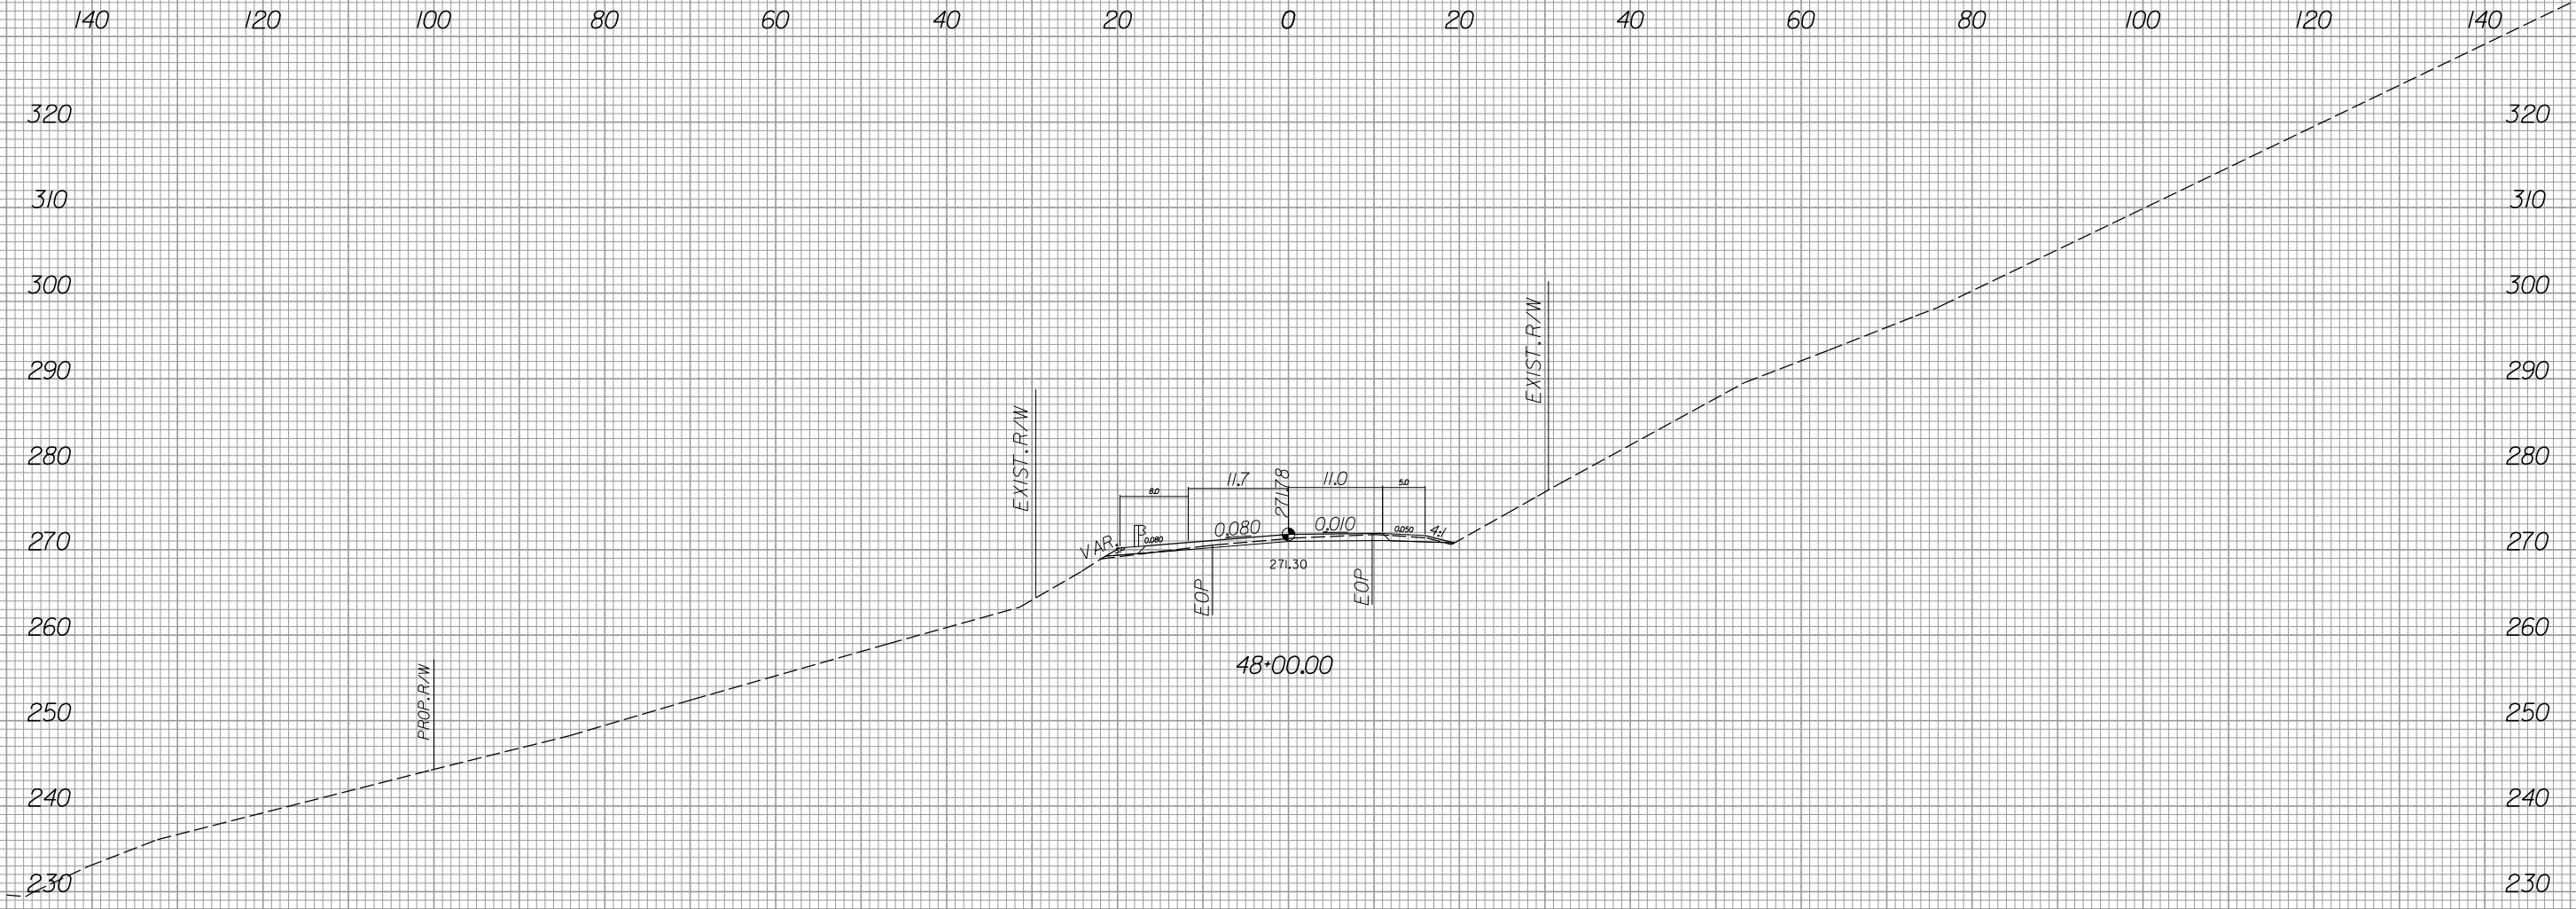 140 120 100 80 60 40 20 0 20 40 60 80 100 120 140
320 320
310 310
300 300
EXIST. R/W
290 290
EXIST. R/W
280 280
8.0 11.7 271.78 11.0 5.0
VAR. 0.080 0.080 0.010 0.050 4:1
270 270
271.30
EOP EOP
260 260
48+00.00
PROP. R/W
250 250
240 240
230 230